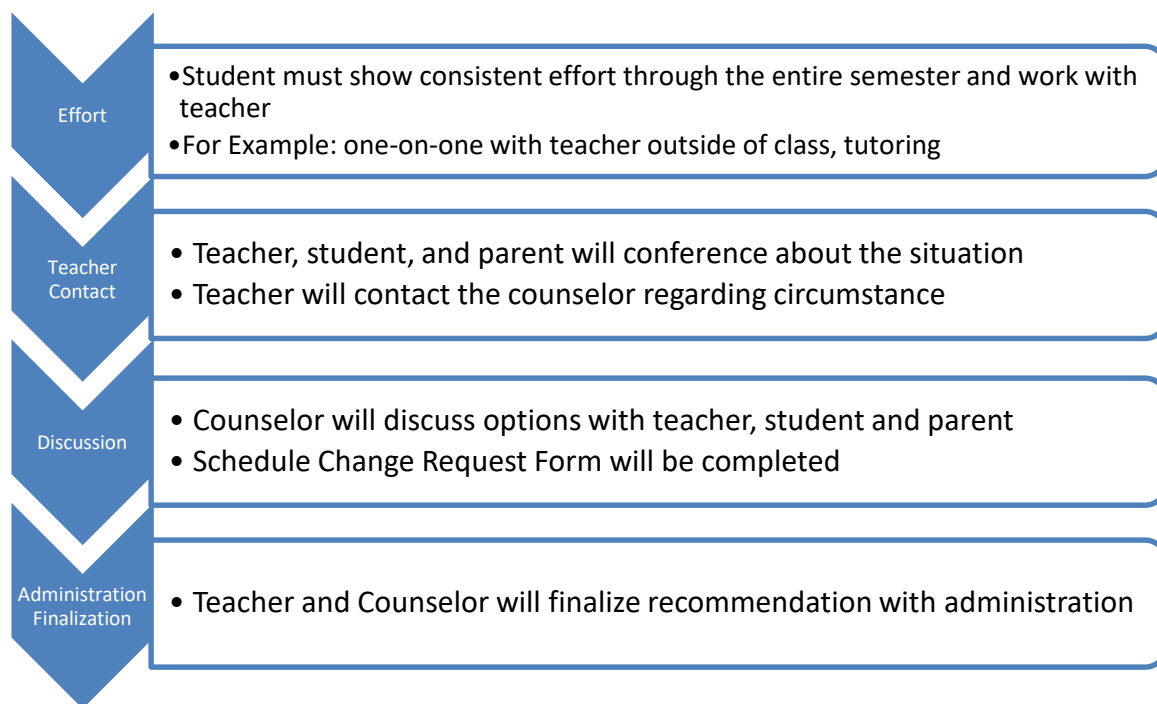 Effort
•Student must show consistent effort through the entire semester and work with
teacher
•For Example: one-on-one with teacher outside of class, tutoring
Teacher
Contact
• Teacher, student, and parent will conference about the situation
• Teacher will contact the counselor regarding circumstance
Discussion
• Counselor will discuss options with teacher, student and parent
• Schedule Change Request Form will be completed
Administration
Finalization
• Teacher and Counselor will finalize recommendation with administration